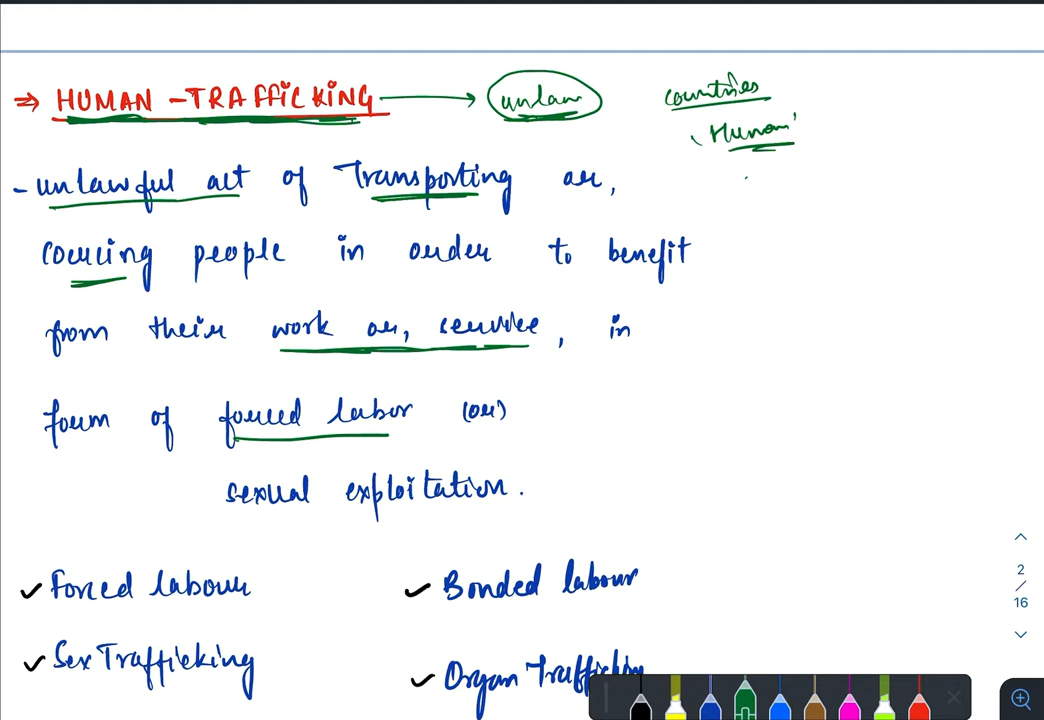 ⇒ HUMAN -TRAFFICKING → unlaw
countries
Human
- unlawful act of Transporting or,
coercing people in order to benefit
from their work or, service, in
form of forced labor (or)
sexual exploitation.
✓ Forced labour
✓ Bonded labour
✓ Sex Trafficking
✓ Organ Trafficking
2
/
16